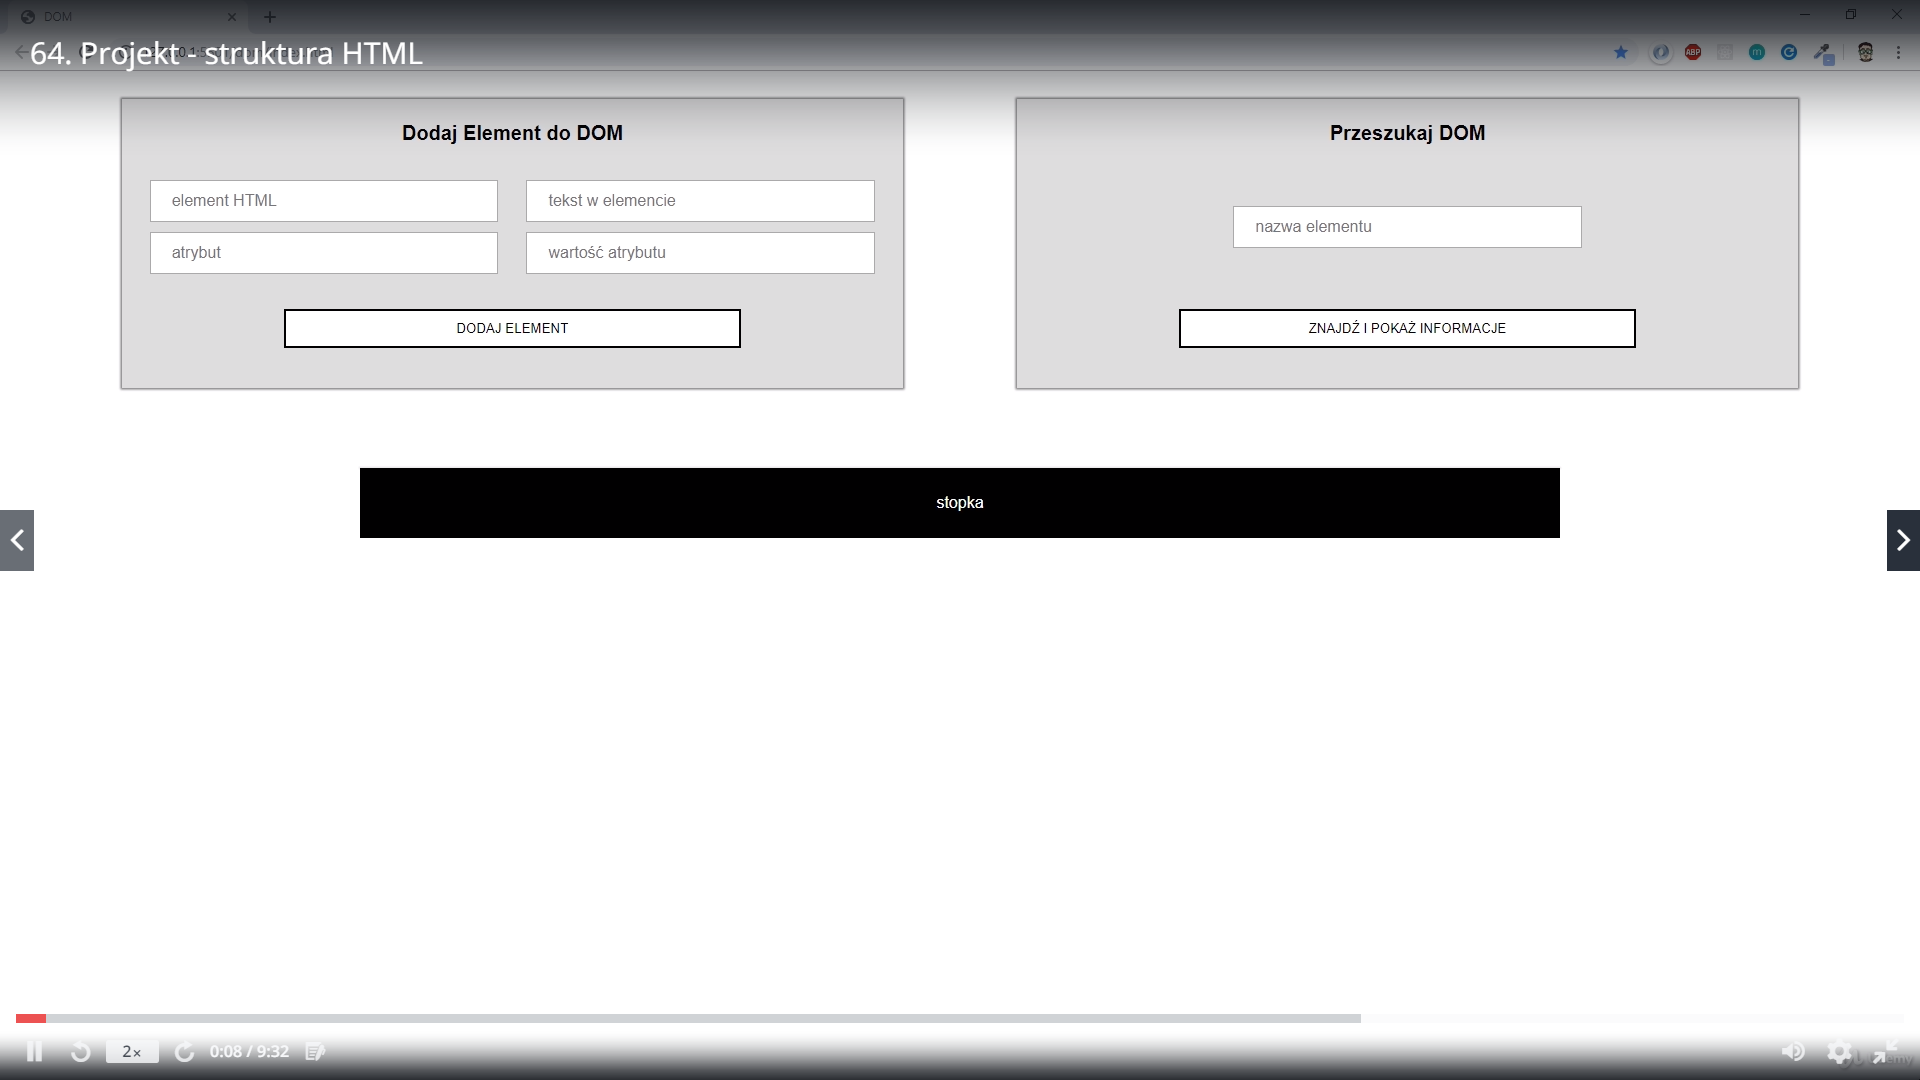 DOM
64. Projekt - struktura HTML
ABP
m
Dodaj Element do DOM
element HTML
tekst w elemencie
atrybut
wartość atrybutu
DODAJ ELEMENT
Przeszukaj DOM
nazwa elementu
ZNAJDŹ I POKAŻ INFORMACJE
stopka
2×
0:08 / 9:32